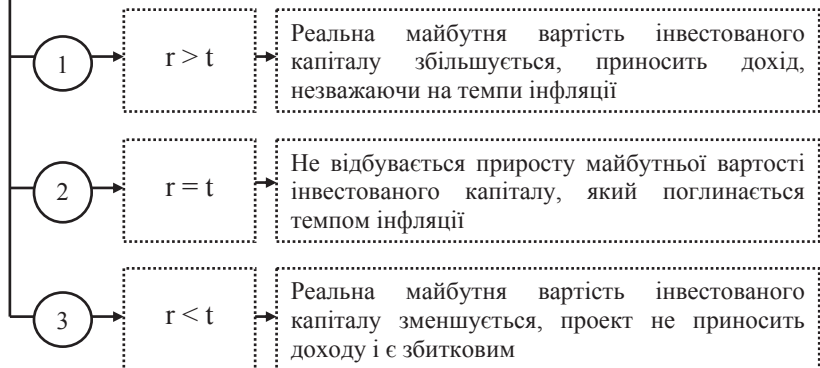 1
r > t
Реальна майбутня вартість інвестованого
капіталу збільшується, приносить дохід,
незважаючи на темпи інфляції
2
r = t
Не відбувається приросту майбутньої вартості
інвестованого капіталу, який поглинається
темпом інфляції
3
r < t
Реальна майбутня вартість інвестованого
капіталу зменшується, проект не приносить
доходу і є збитковим